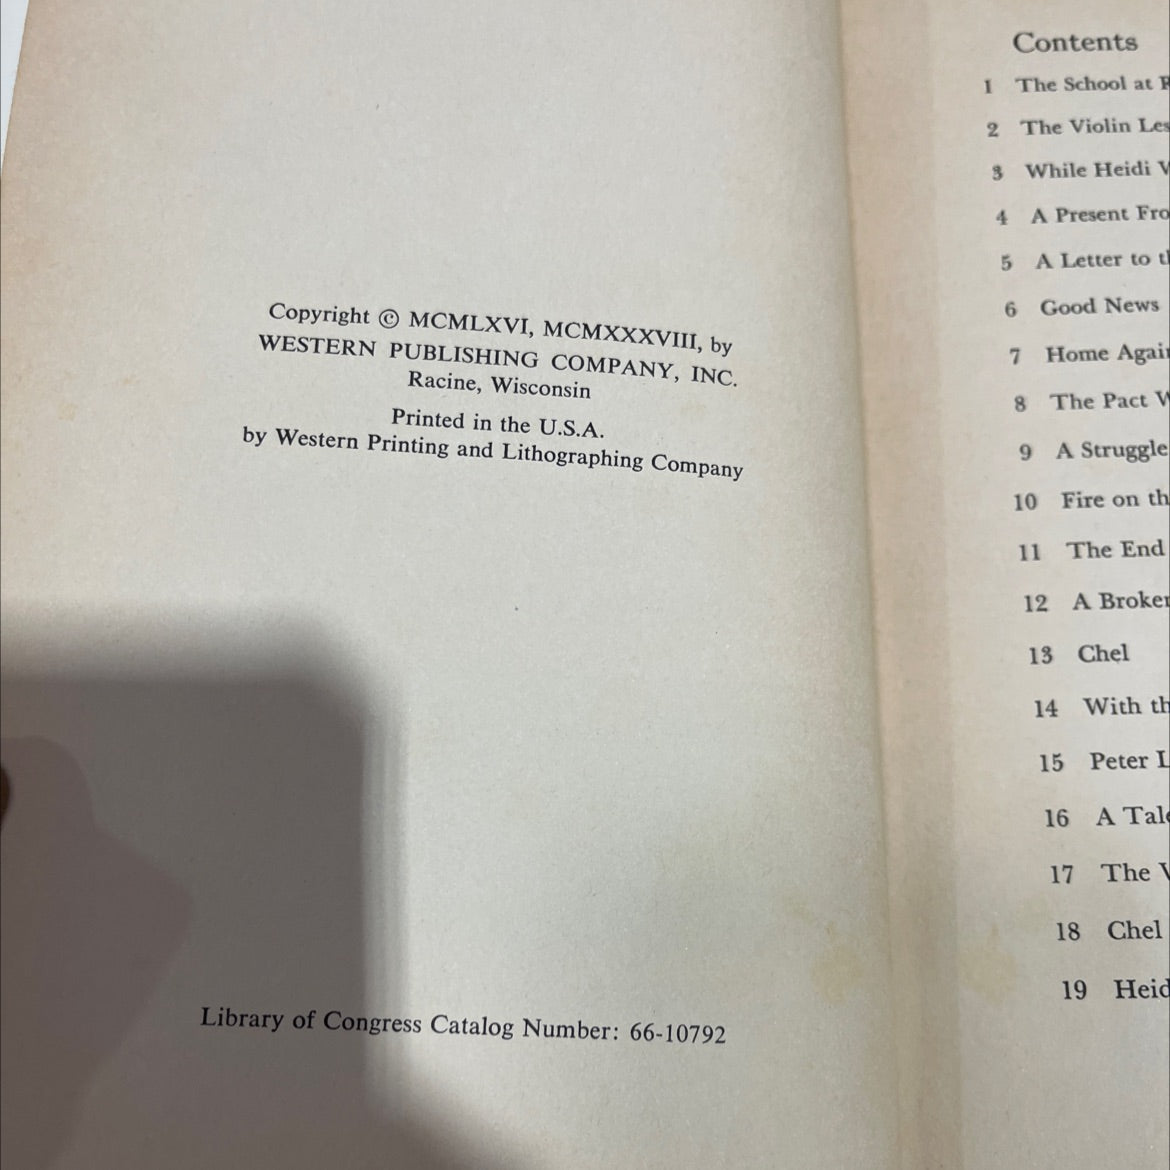 Copyright © MCMLXVI, MCMXXXVIII, by
WESTERN PUBLISHING COMPANY, INC.
Racine, Wisconsin
Printed in the U.S.A.
by Western Printing and Lithographing Company
Library of Congress Catalog Number: 66-10792
Contents
1 The School at
2 The Violin
3 While Heidi
4 A Present
5 A Letter to
6 Good News
7 Home
8 The Pact
9 A Struggle
10 Fire on
11 The End
12 A
13 Chel
14 With
15 Peter
16 A
17 The
18 Chel
19